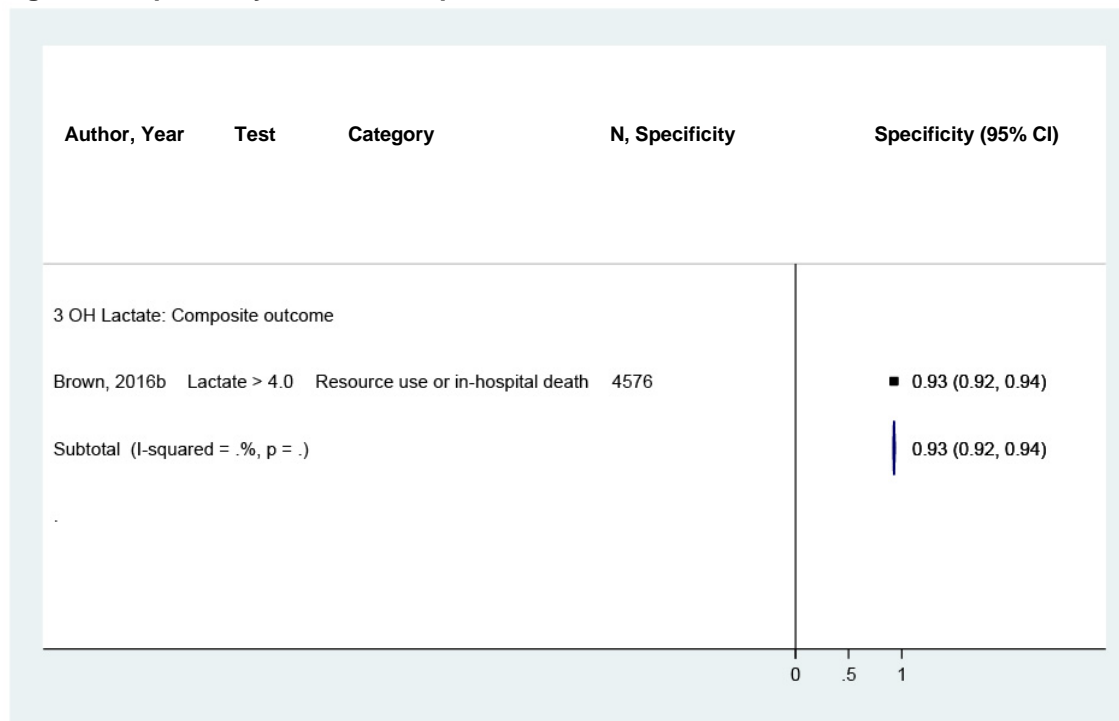 Author, Year Test Category N, Specificity Specificity (95% CI)
3 OH Lactate: Composite outcome
Brown, 2016b Lactate > 4.0 Resource use or in-hospital death 4576 0.93 (0.92, 0.94)
Subtotal (I-squared = .%, p = .) 0.93 (0.92, 0.94)
.
0 .5 1